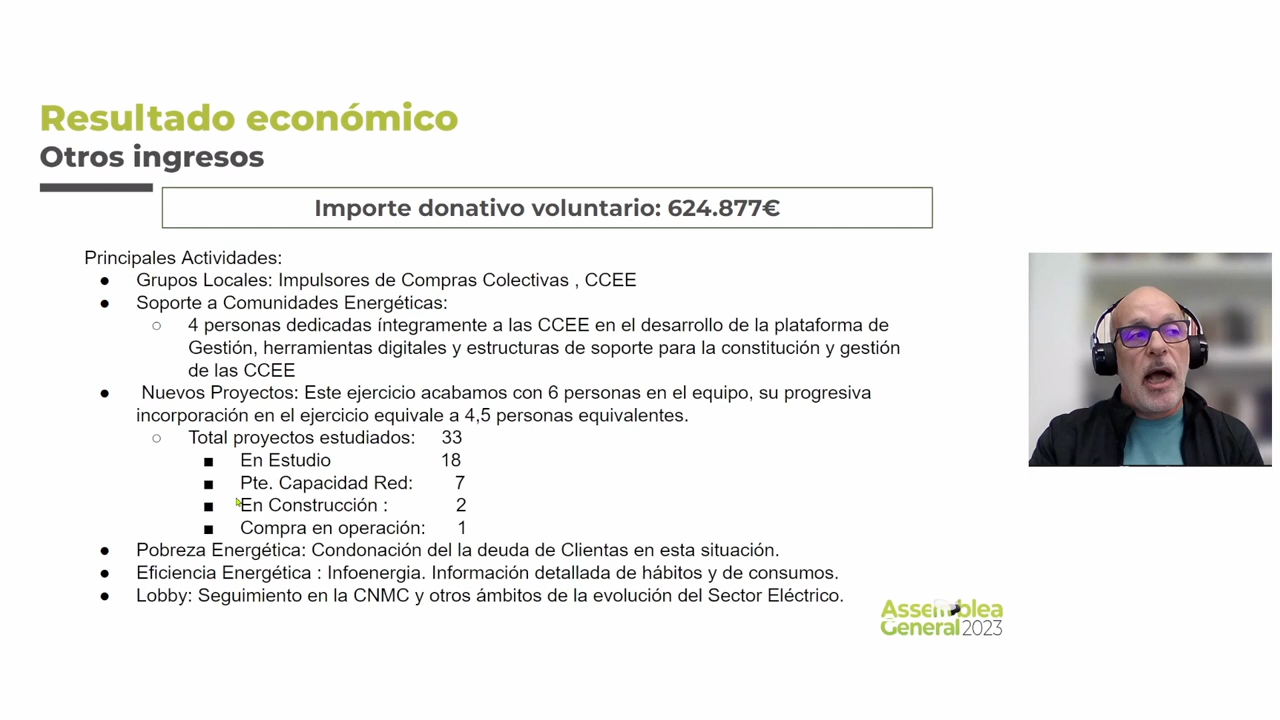 Resultado económico
Otros ingresos
Importe donativo voluntario: 624.877€
Principales Actividades:
● Grupos Locales: Impulsores de Compras Colectivas , CCEE
● Soporte a Comunidades Energéticas:
○ 4 personas dedicadas íntegramente a las CCEE en el desarrollo de la plataforma de
Gestión, herramientas digitales y estructuras de soporte para la constitución y gestión
de las CCEE
● Nuevos Proyectos: Este ejercicio acabamos con 6 personas en el equipo, su progresiva
incorporación en el ejercicio equivale a 4,5 personas equivalentes.
○ Total proyectos estudiados: 33
■ En Estudio 18
■ Pte. Capacidad Red: 7
■ En Construcción : 2
■ Compra en operación: 1
● Pobreza Energética: Condonación del la deuda de Clientas en esta situación.
● Eficiencia Energética : Infoenergia. Información detallada de hábitos y de consumos.
● Lobby: Seguimiento en la CNMC y otros ámbitos de la evolución del Sector Eléctrico.
Assemblea
General 2023